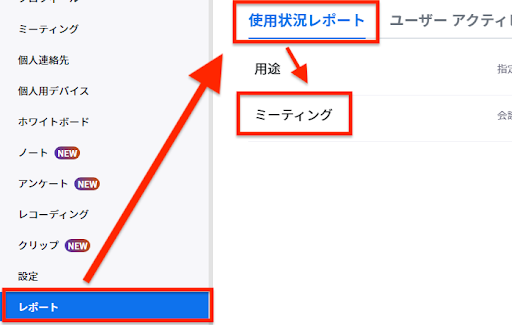 ミーティング
個人連絡先
個人用デバイス
ホワイトボード
ノート NEW
アンケート NEW
レコーディング
クリップ NEW
設定
レポート
使用状況レポート
ユーザー アクティ
用途
指定
ミーティング
会議